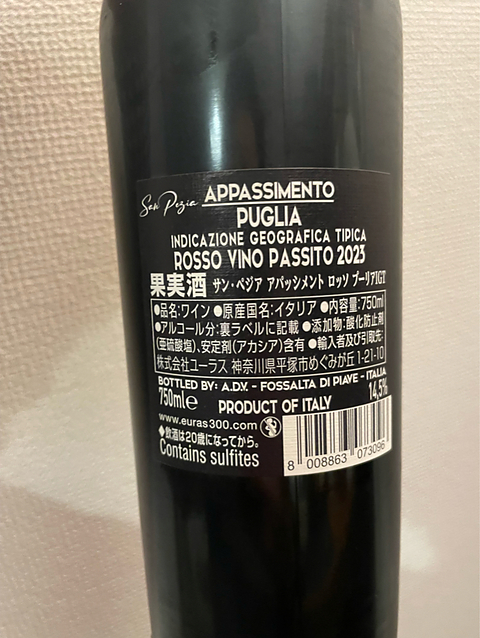 San Pezia APPASSIMENTO
PUGLIA
INDICAZIONE GEOGRAFICA TIPICA
ROSSO VINO PASSITO 2023
果実酒 サン・ペジア アパッシメント ロッソ プーリアIGT
●品名:ワイン ●原産国名:イタリア ●内容量:750ml
●アルコール分:裏ラベルに記載 ●添加物:酸化防止剤
(亜硫酸塩)、安定剤(アカシア)含有 ●輸入者及び引取先:
株式会社ユーラス 神奈川県平塚市めぐみが丘 1-21-10
BOTTLED BY: A.D.V. - FOSSALTA DI PIAVE - ITALIA
750ml℮ PRODUCT OF ITALY 14,5%
www.euras300.com
◆飲酒は20歳になってから。
Contains sulfites
8 008863 073096